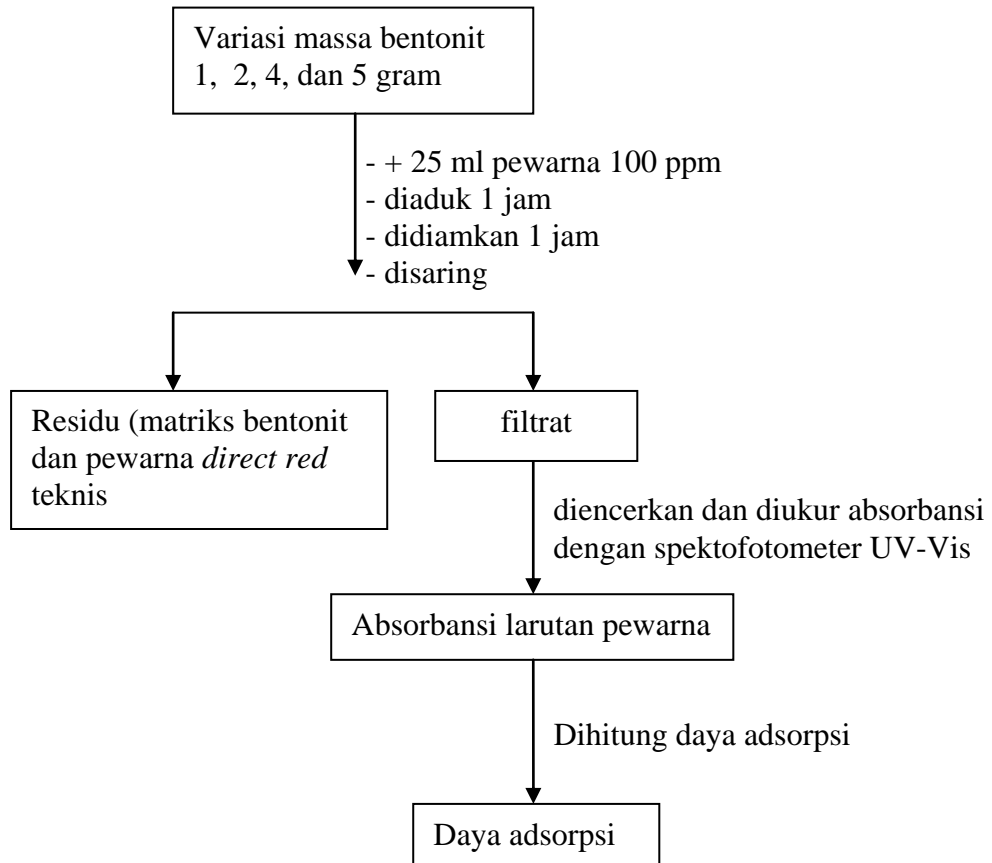 Variasi massa bentonit
1, 2, 4, dan 5 gram
- + 25 ml pewarna 100 ppm
- diaduk 1 jam
- didiamkan 1 jam
- disaring
Residu (matriks bentonit
dan pewarna direct red
teknis
filtrat
diencerkan dan diukur absorbansi
dengan spektofotometer UV-Vis
Absorbansi larutan pewarna
Dihitung daya adsorpsi
Daya adsorpsi